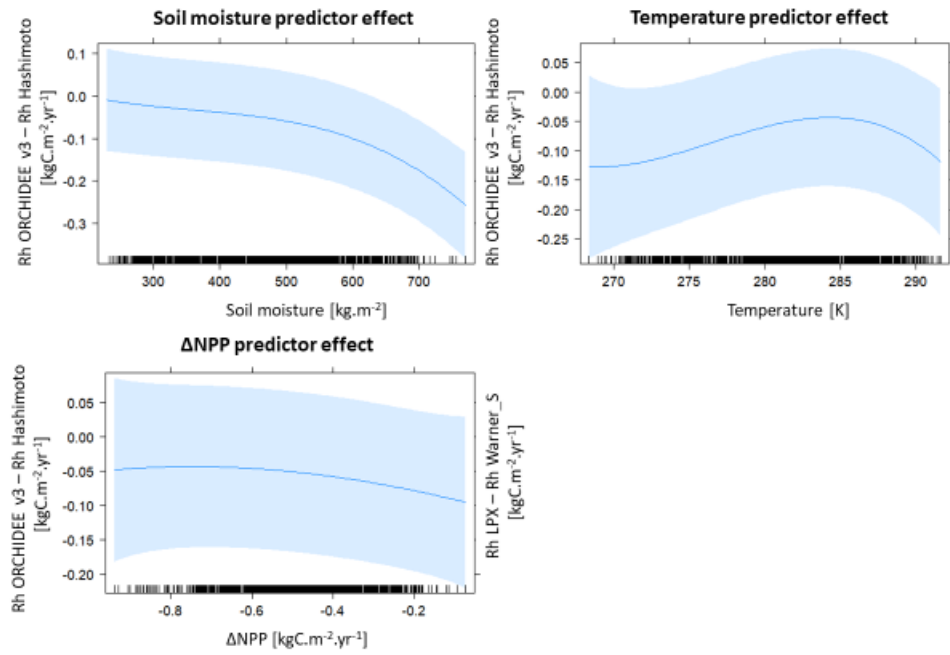 Soil moisture predictor effect
Rh ORCHIDEE v3 – Rh Hashimoto
[kgC.m⁻².yr⁻¹]
0.1
0.0
-0.1
-0.2
-0.3
300 400 500 600 700
Soil moisture [kg.m⁻²]
Temperature predictor effect
Rh ORCHIDEE v3 – Rh Hashimoto
[kgC.m⁻².yr⁻¹]
0.05
0.00
-0.05
-0.10
-0.15
-0.20
-0.25
270 275 280 285 290
Temperature [K]
ΔNPP predictor effect
Rh ORCHIDEE v3 – Rh Hashimoto
[kgC.m⁻².yr⁻¹]
0.05
0.00
-0.05
-0.10
-0.15
-0.20
-0.8 -0.6 -0.4 -0.2
ΔNPP [kgC.m⁻².yr⁻¹]
Rh LPX – Rh Warner_S
[kgC.m⁻².yr⁻¹]